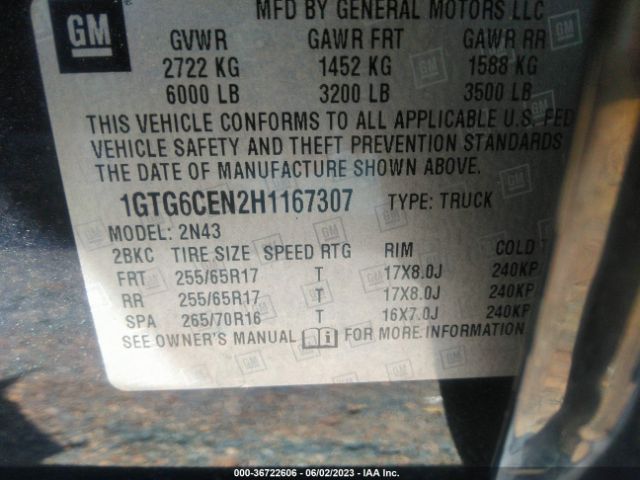 MFD BY GENERAL MOTORS LLC
GM
GVWR GAWR FRT GAWR RR
2722 KG 1452 KG 1588 KG
6000 LB 3200 LB 3500 LB
THIS VEHICLE CONFORMS TO ALL APPLICABLE U.S. FED
VEHICLE SAFETY AND THEFT PREVENTION STANDARDS
THE DATE OF MANUFACTURE SHOWN ABOVE.
1GTG6CEN2H1167307 TYPE: TRUCK
MODEL: 2N43
2BKC TIRE SIZE SPEED RTG RIM COLD T
FRT 255/65R17 T 17X8.0J 240KP
RR 255/65R17 T 17X8.0J 240KP
SPA 265/70R16 T 16X7.0J 240KP
SEE OWNER'S MANUAL i FOR MORE INFORMATION
000-36722606 - 06/02/2023 - IAA Inc.